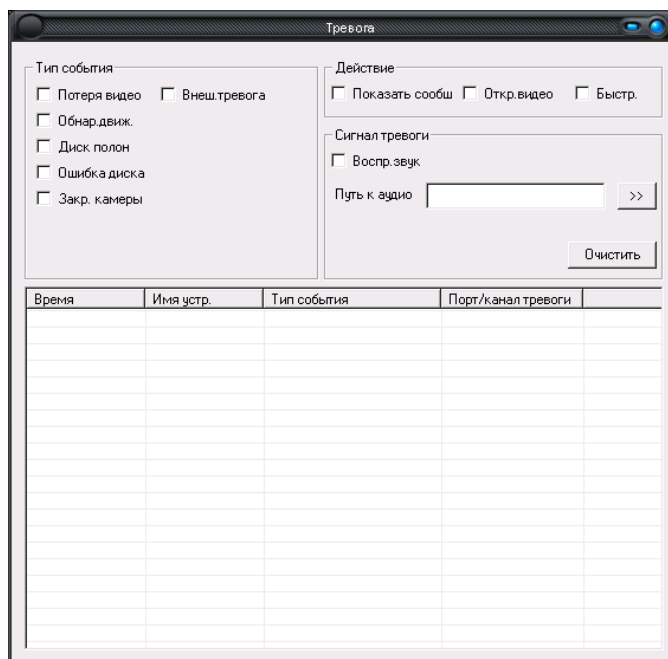 Тревога
Тип события
Потеря видео
Внеш.тревога
Обнар.движ.
Диск полон
Ошибка диска
Закр. камеры
Действие
Показать сообщ
Откр.видео
Быстр.
Сигнал тревоги
Воспр.звук
Путь к аудио
>>
Очистить
Время
Имя устр.
Тип события
Порт/канал тревоги